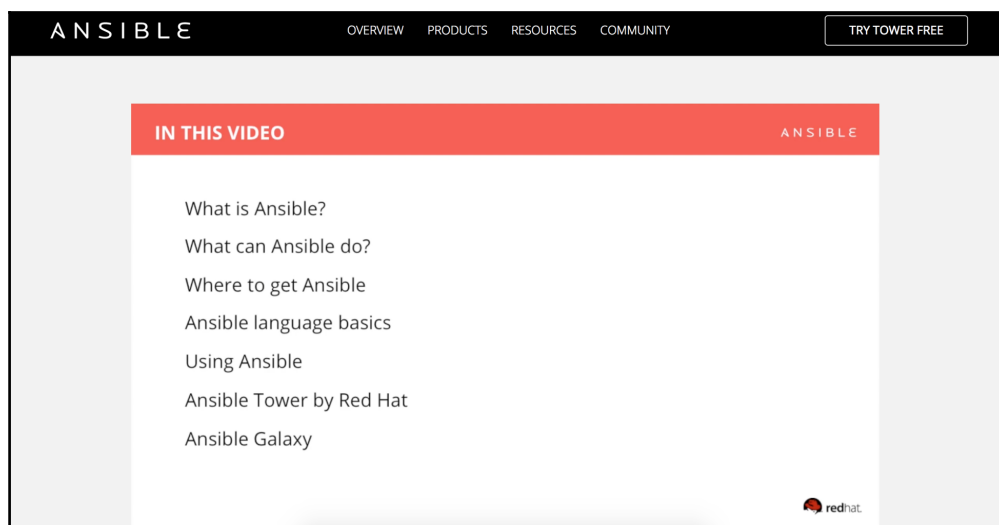 ANSIBLE OVERVIEW PRODUCTS RESOURCES COMMUNITY TRY TOWER FREE
IN THIS VIDEO ANSIBLE
What is Ansible?
What can Ansible do?
Where to get Ansible
Ansible language basics
Using Ansible
Ansible Tower by Red Hat
Ansible Galaxy
redhat.